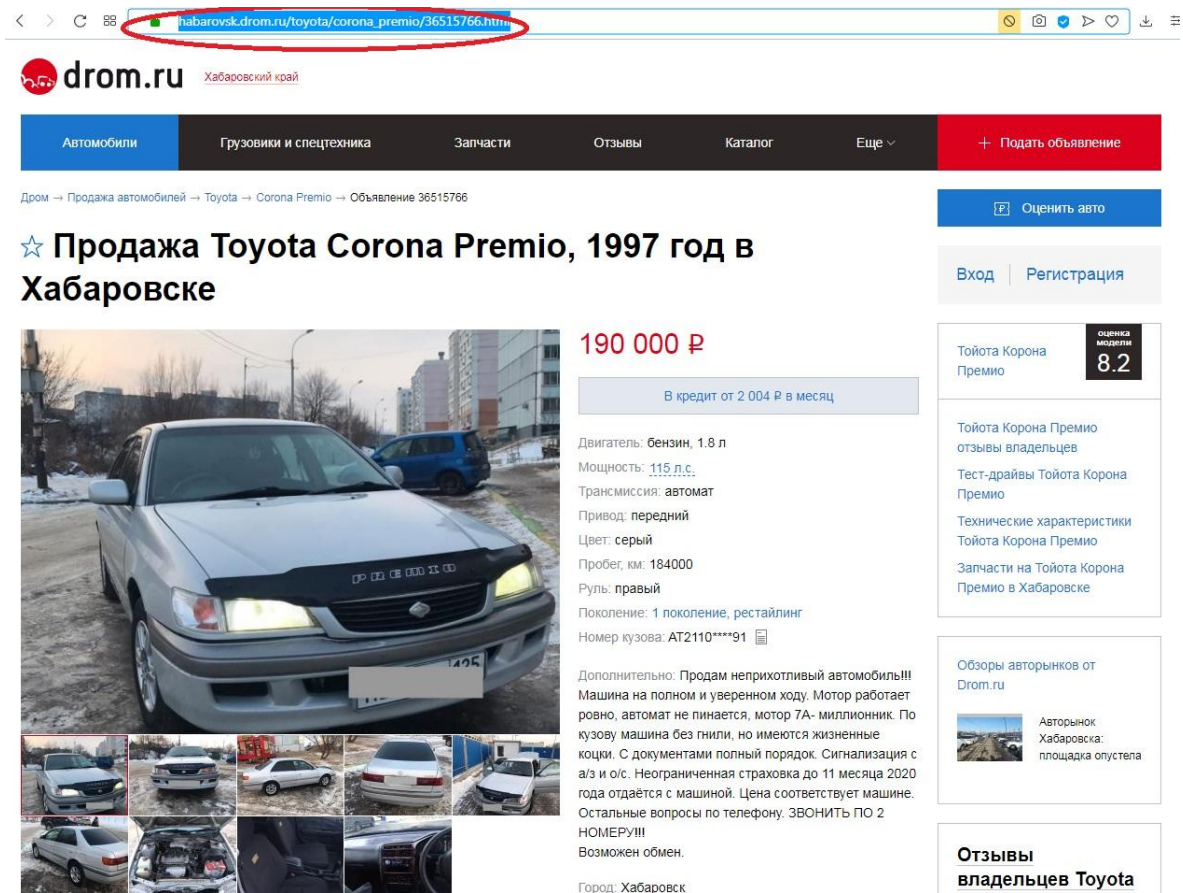 habarovsk.drom.ru/toyota/corona_premio/36515766.html
drom.ru
Хабаровский край
Автомобили
Грузовики и спецтехника
Запчасти
Отзывы
Каталог
Еще
+ Подать объявление
Дром → Продажа автомобилей → Toyota → Corona Premio → Объявление 36515766
Оценить авто
☆ Продажа Toyota Corona Premio, 1997 год в
Хабаровске
Вход
Регистрация
PREMIO
125
190 000 ₽
В кредит от 2 004 ₽ в месяц
Двигатель: бензин, 1.8 л
Мощность: 115 л.с.
Трансмиссия: автомат
Привод: передний
Цвет: серый
Пробег, км: 184000
Руль: правый
Поколение: 1 поколение, рестайлинг
Номер кузова: AT2110****91
Дополнительно: Продам неприхотливый автомобиль!!!
Машина на полном и уверенном ходу. Мотор работает
ровно, автомат не пинается, мотор 7А- миллионник. По
кузову машина без гнили, но имеются жизненные
коцки. С документами полный порядок. Сигнализация с
а/з и о/с. Неограниченная страховка до 11 месяца 2020
года отдаётся с машиной. Цена соответствует машине.
Остальные вопросы по телефону. ЗВОНИТЬ ПО 2
НОМЕРУ!!!
Возможен обмен.
Город: Хабаровск
Тойота Корона
Премио
оценка
модели
8.2
Тойота Корона Премио
отзывы владельцев
Тест-драйвы Тойота Корона
Премио
Технические характеристики
Тойота Корона Премио
Запчасти на Тойота Корона
Премио в Хабаровске
Обзоры авторынков от
Drom.ru
Авторынок
Хабаровска:
площадка опустела
Отзывы
владельцев Toyota